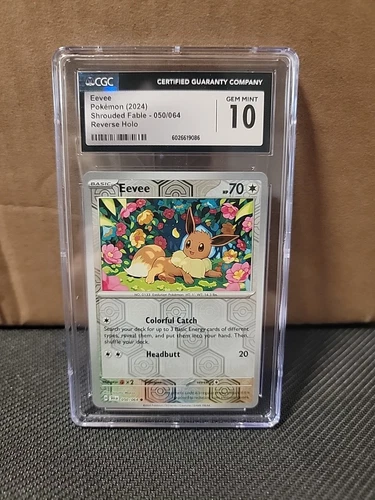 CGC CERTIFIED GUARANTY COMPANY
Eevee
Pokémon (2024)
Shrouded Fable - 050/064
Reverse Holo
GEM MINT
10
6026619086
BASIC Eevee HP70
Colorful Catch
Search your deck for up to 3 Basic Energy cards of different
types, reveal them, and put them into your hand. Then,
shuffle your deck.
Headbutt 20
×2